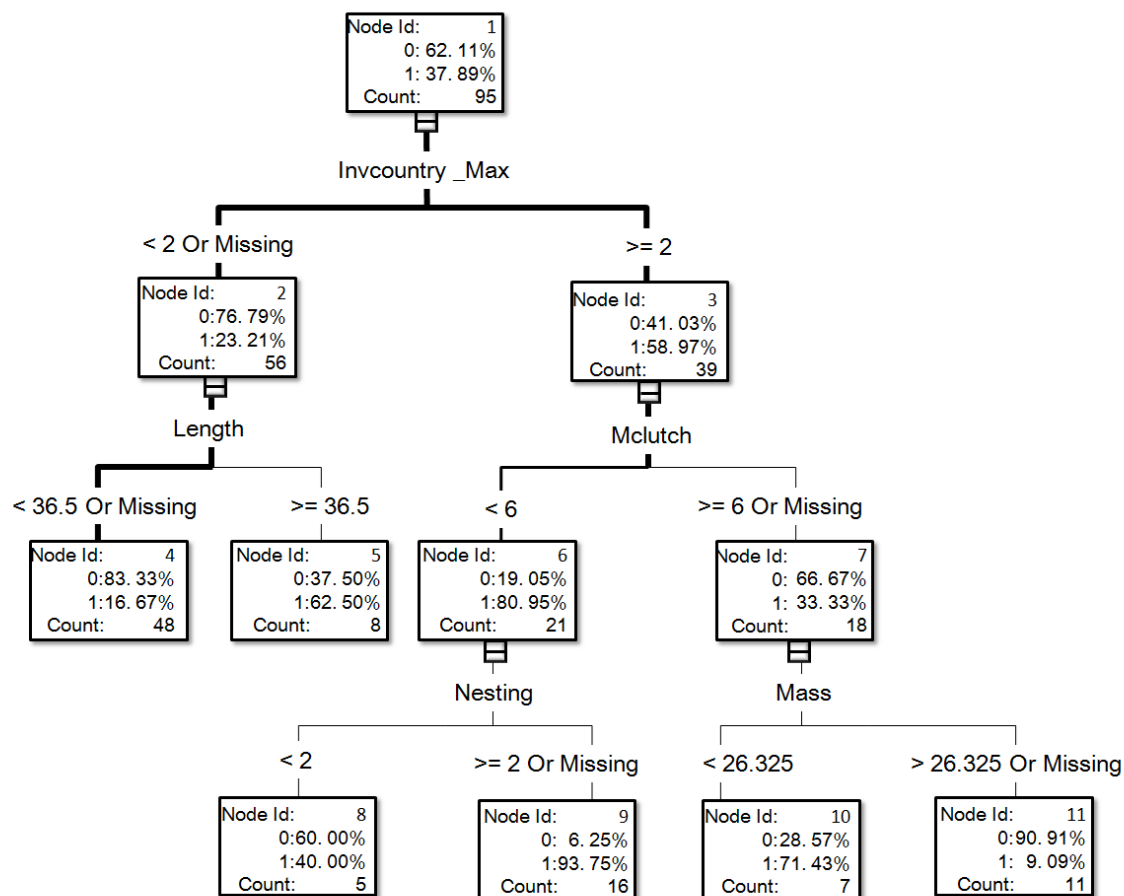 Node Id: 1
0: 62. 11%
1: 37. 89%
Count: 95
Invcountry _Max
< 2 Or Missing
>= 2
Node Id: 2
0:76. 79%
1:23. 21%
Count: 56
Node Id: 3
0:41. 03%
1:58. 97%
Count: 39
Length
Mclutch
< 36.5 Or Missing
>= 36.5
< 6
>= 6 Or Missing
Node Id: 4
0:83. 33%
1:16. 67%
Count: 48
Node Id: 5
0:37. 50%
1:62. 50%
Count: 8
Node Id: 6
0:19. 05%
1:80. 95%
Count: 21
Node Id: 7
0: 66. 67%
1: 33. 33%
Count: 18
Nesting
Mass
< 2
>= 2 Or Missing
< 26.325
> 26.325 Or Missing
Node Id: 8
0:60. 00%
1:40. 00%
Count: 5
Node Id: 9
0: 6. 25%
1:93. 75%
Count: 16
Node Id: 10
0:28. 57%
1:71. 43%
Count: 7
Node Id: 11
0:90. 91%
1: 9. 09%
Count: 11